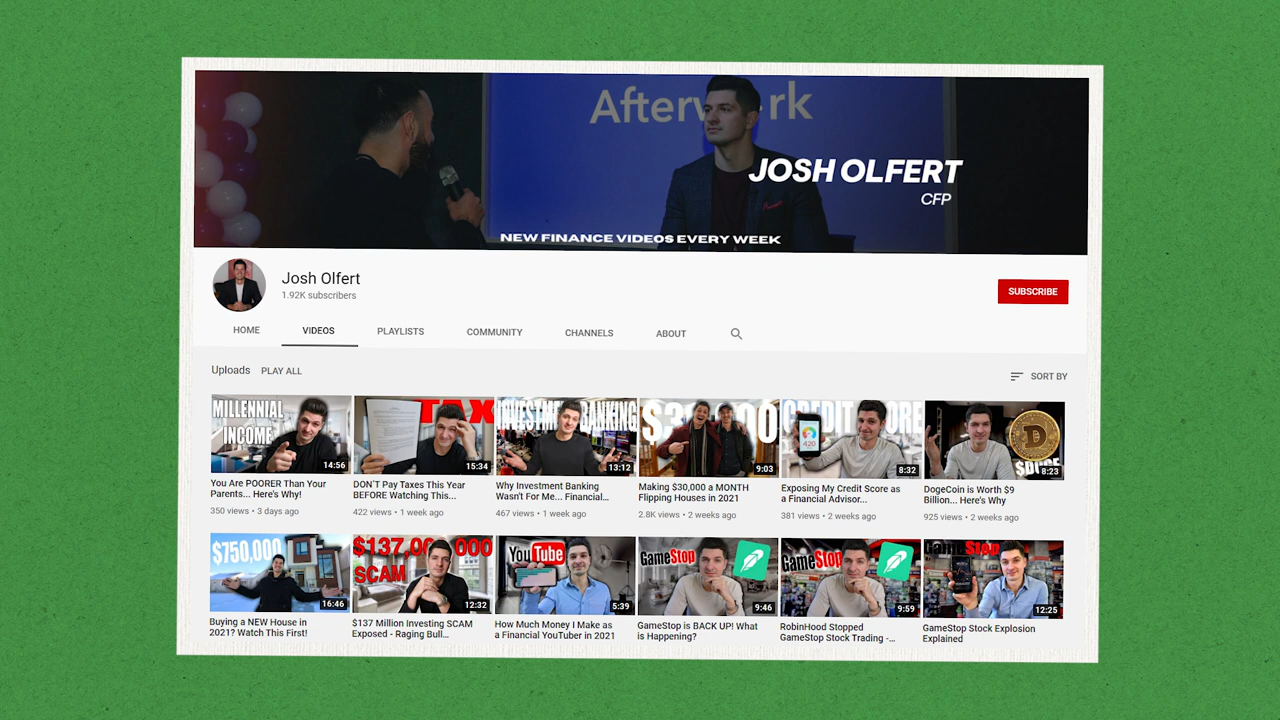 Afterw rk
JOSH OLFERT
CFP
NEW FINANCE VIDEOS EVERY WEEK
Josh Olfert
1.92K subscribers
SUBSCRIBE
HOME VIDEOS PLAYLISTS COMMUNITY CHANNELS ABOUT
Uploads PLAY ALL SORT BY
MILLENNIAL
INCOME
14:56
TAX
15:34
INVESTM BANKING
13:12
$3 0
9:03
CREDIT ORE
420
8:32
$DOGE
8:23
You Are POORER Than Your
Parents... Here's Why!
350 views • 3 days ago
DON'T Pay Taxes This Year
BEFORE Watching This...
422 views • 1 week ago
Why Investment Banking
Wasn't For Me... Financial...
467 views • 1 week ago
Making $30,000 a MONTH
Flipping Houses in 2021
2.8K views • 2 weeks ago
Exposing My Credit Score as
a Financial Advisor...
381 views • 2 weeks ago
DogeCoin is Worth $9
Billion... Here's Why
925 views • 2 weeks ago
$750,000
16:46
$137,0 000
SCAM
12:32
YouTube
5:39
GameStop
9:46
GameStop
9:59
GameStop
12:25
Buying a NEW House in
2021? Watch This First!
$137 Million Investing SCAM
Exposed - Raging Bull...
How Much Money I Make as
a Financial YouTuber in 2021
GameStop is BACK UP! What
is Happening?
RobinHood Stopped
GameStop Stock Trading -...
GameStop Stock Explosion
Explained